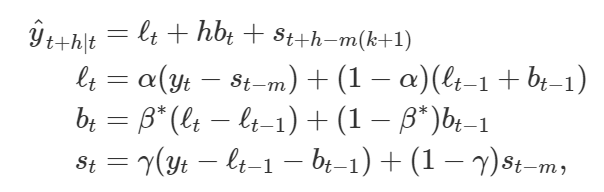 ŷ_{t+h|t} = ℓ_t + hb_t + s_{t+h−m(k+1)}
ℓ_t = α(y_t − s_{t−m}) + (1 − α)(ℓ_{t−1} + b_{t−1})
b_t = β*(ℓ_t − ℓ_{t−1}) + (1 − β*)b_{t−1}
s_t = γ(y_t − ℓ_{t−1} − b_{t−1}) + (1 − γ)s_{t−m},